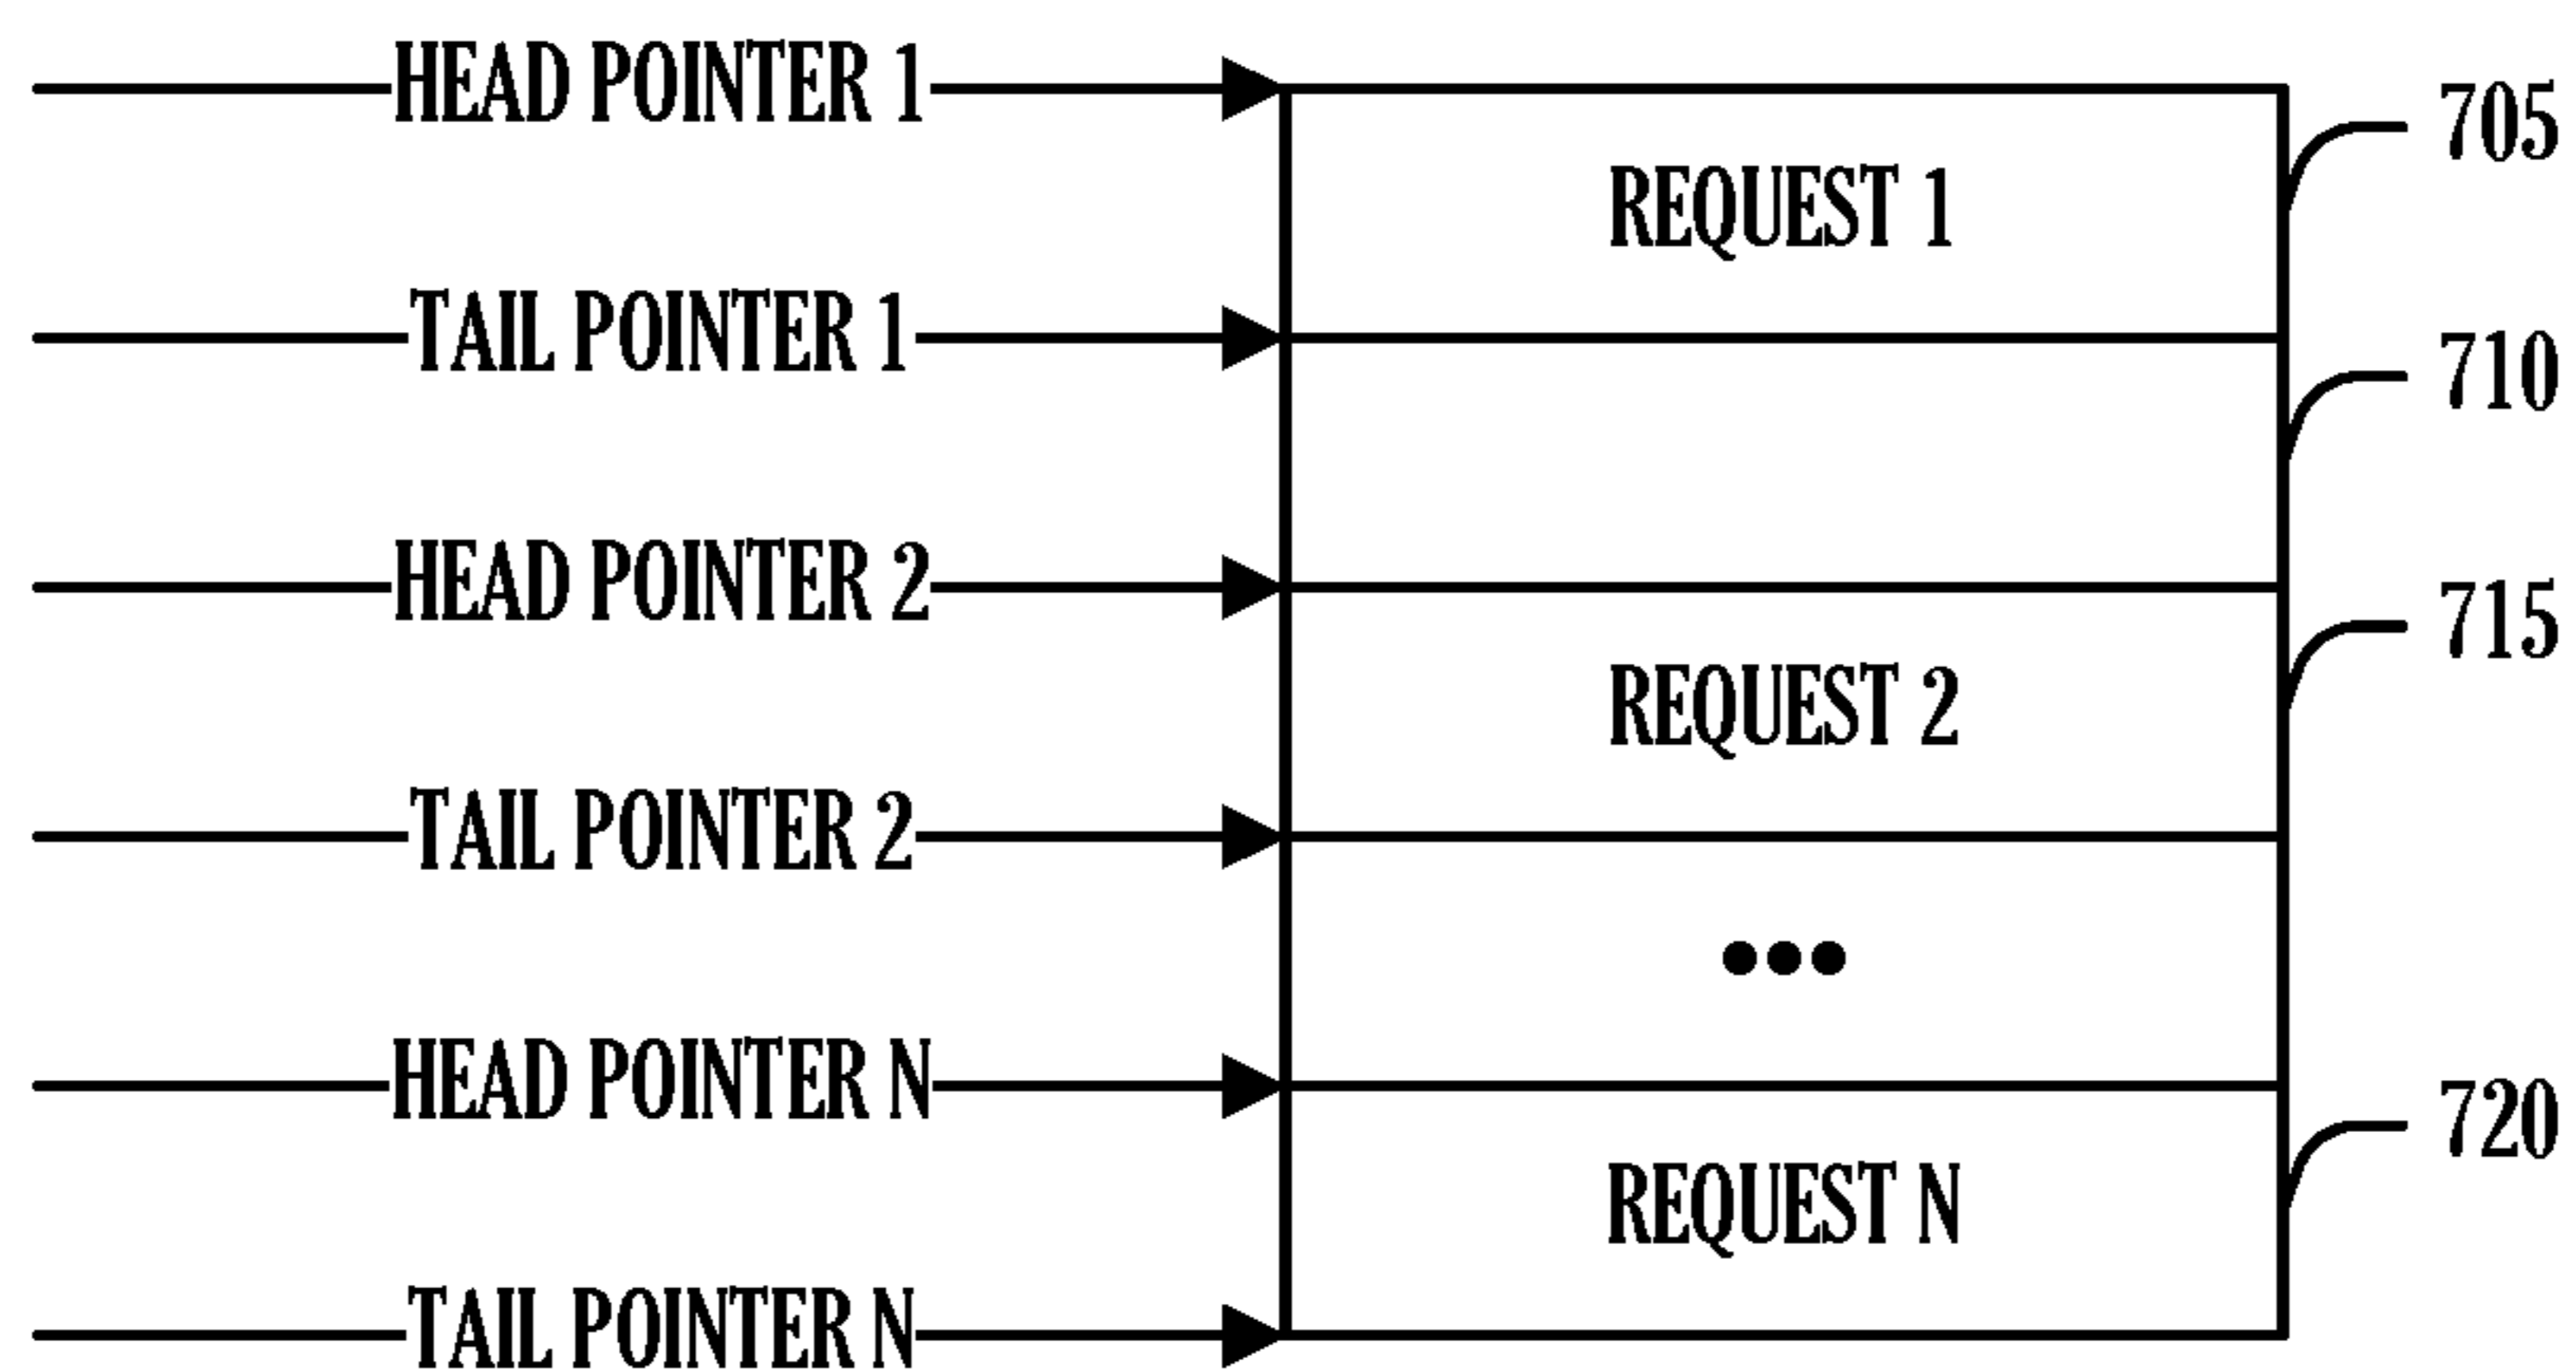 HEAD POINTER 1
705
REQUEST 1
TAIL POINTER 1
710
HEAD POINTER 2
715
REQUEST 2
TAIL POINTER 2
•••
HEAD POINTER N
720
REQUEST N
TAIL POINTER N